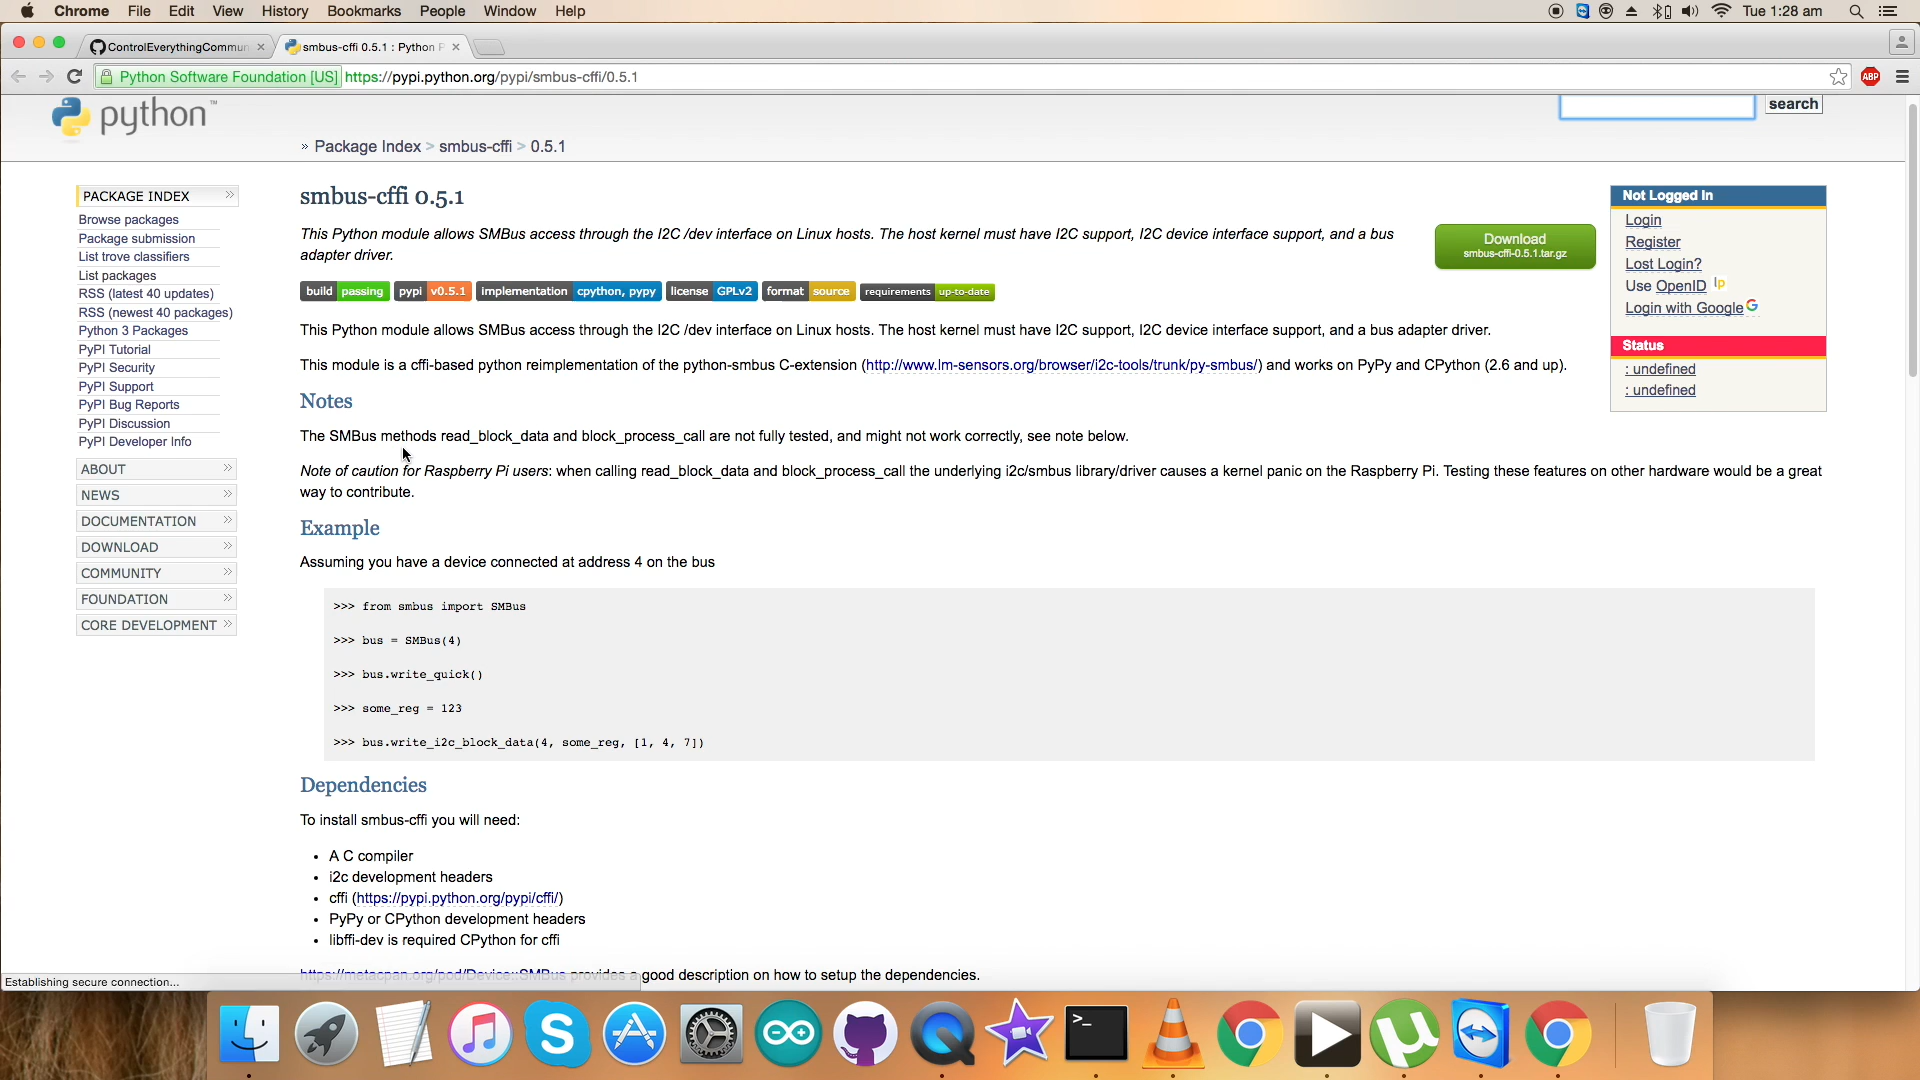 Chrome File Edit View History Bookmarks People Window Help Tue 1:28 am
ControlEverythingCommun × smbus-cffi 0.5.1 : Python P ×
Python Software Foundation [US] https://pypi.python.org/pypi/smbus-cffi/0.5.1 ABP
python™
search
» Package Index > smbus-cffi > 0.5.1
PACKAGE INDEX »
Browse packages
Package submission
List trove classifiers
List packages
RSS (latest 40 updates)
RSS (newest 40 packages)
Python 3 Packages
PyPI Tutorial
PyPI Security
PyPI Support
PyPI Bug Reports
PyPI Discussion
PyPI Developer Info
ABOUT »
NEWS »
DOCUMENTATION »
DOWNLOAD »
COMMUNITY »
FOUNDATION »
CORE DEVELOPMENT »
smbus-cffi 0.5.1
This Python module allows SMBus access through the I2C /dev interface on Linux hosts. The host kernel must have I2C support, I2C device interface support, and a bus
adapter driver.
Download
smbus-cffi-0.5.1.tar.gz
build passing pypi v0.5.1 implementation cpython, pypy license GPLv2 format source requirements up-to-date
This Python module allows SMBus access through the I2C /dev interface on Linux hosts. The host kernel must have I2C support, I2C device interface support, and a bus adapter driver.
This module is a cffi-based python reimplementation of the python-smbus C-extension (http://www.lm-sensors.org/browser/i2c-tools/trunk/py-smbus/) and works on PyPy and CPython (2.6 and up).
Notes
The SMBus methods read_block_data and block_process_call are not fully tested, and might not work correctly, see note below.
Note of caution for Raspberry Pi users: when calling read_block_data and block_process_call the underlying i2c/smbus library/driver causes a kernel panic on the Raspberry Pi. Testing these features on other hardware would be a great
way to contribute.
Example
Assuming you have a device connected at address 4 on the bus
>>> from smbus import SMBus
>>> bus = SMBus(4)
>>> bus.write_quick()
>>> some_reg = 123
>>> bus.write_i2c_block_data(4, some_reg, [1, 4, 7])
Dependencies
To install smbus-cffi you will need:
• A C compiler
• i2c development headers
• cffi (https://pypi.python.org/pypi/cffi/)
• PyPy or CPython development headers
• libffi-dev is required CPython for cffi
https://metacpan.org/pod/Device::SMBus provides a good description on how to setup the dependencies.
Not Logged In
Login
Register
Lost Login?
Use OpenID lp
Login with Google G
Status
: undefined
: undefined
Establishing secure connection...